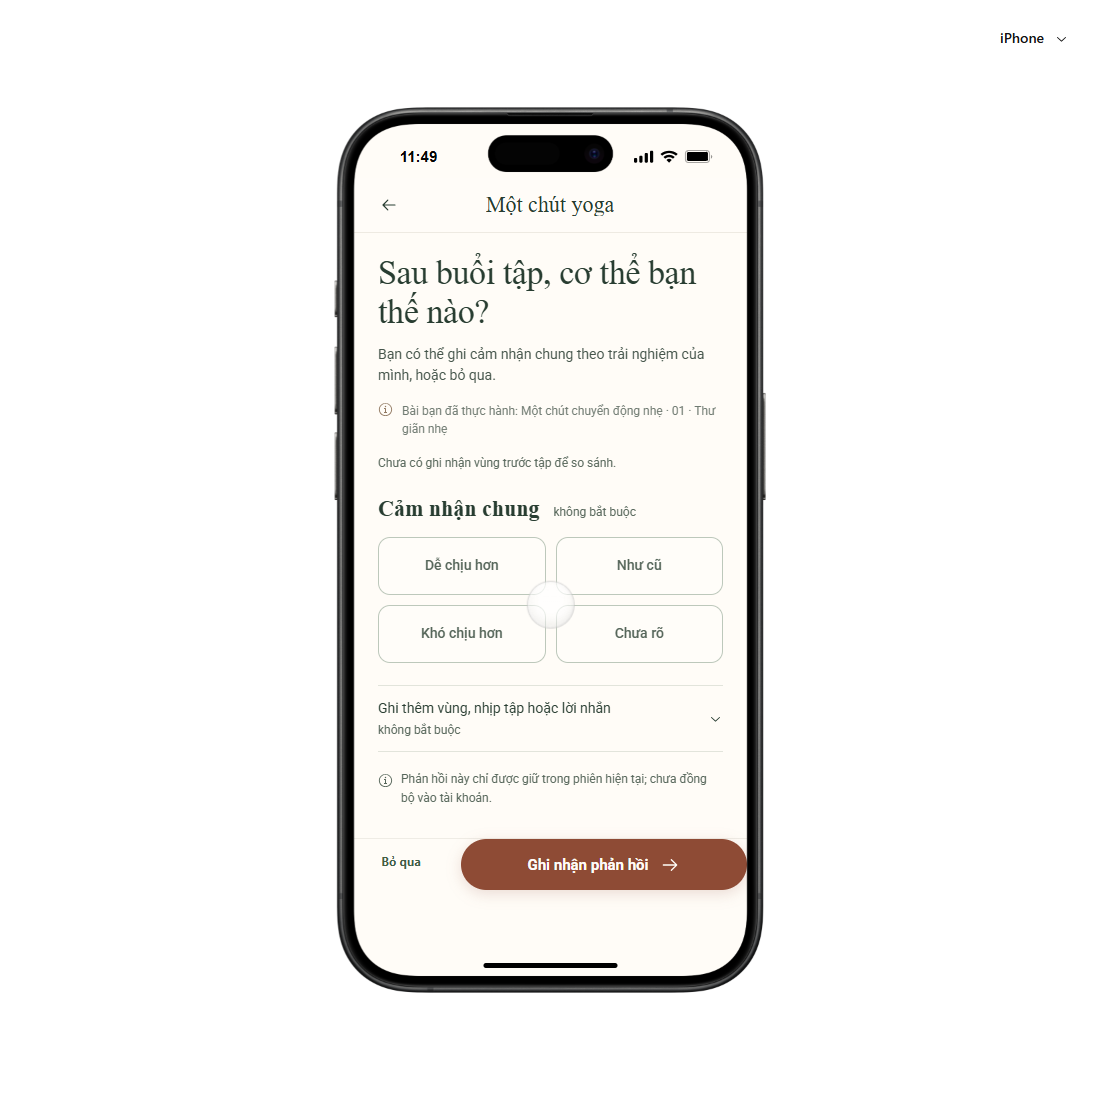 iPhone
11:49
Một chút yoga
Sau buổi tập, cơ thể bạn
thế nào?
Bạn có thể ghi cảm nhận chung theo trải nghiệm của
mình, hoặc bỏ qua.
Bài bạn đã thực hành: Một chút chuyển động nhẹ · 01 · Thư
giãn nhẹ
Chưa có ghi nhận vùng trước tập để so sánh.
Cảm nhận chung không bắt buộc
Dễ chịu hơn
Như cũ
Khó chịu hơn
Chưa rõ
Ghi thêm vùng, nhịp tập hoặc lời nhắn
không bắt buộc
Phản hồi này chỉ được giữ trong phiên hiện tại; chưa đồng
bộ vào tài khoản.
Bỏ qua
Ghi nhận phản hồi